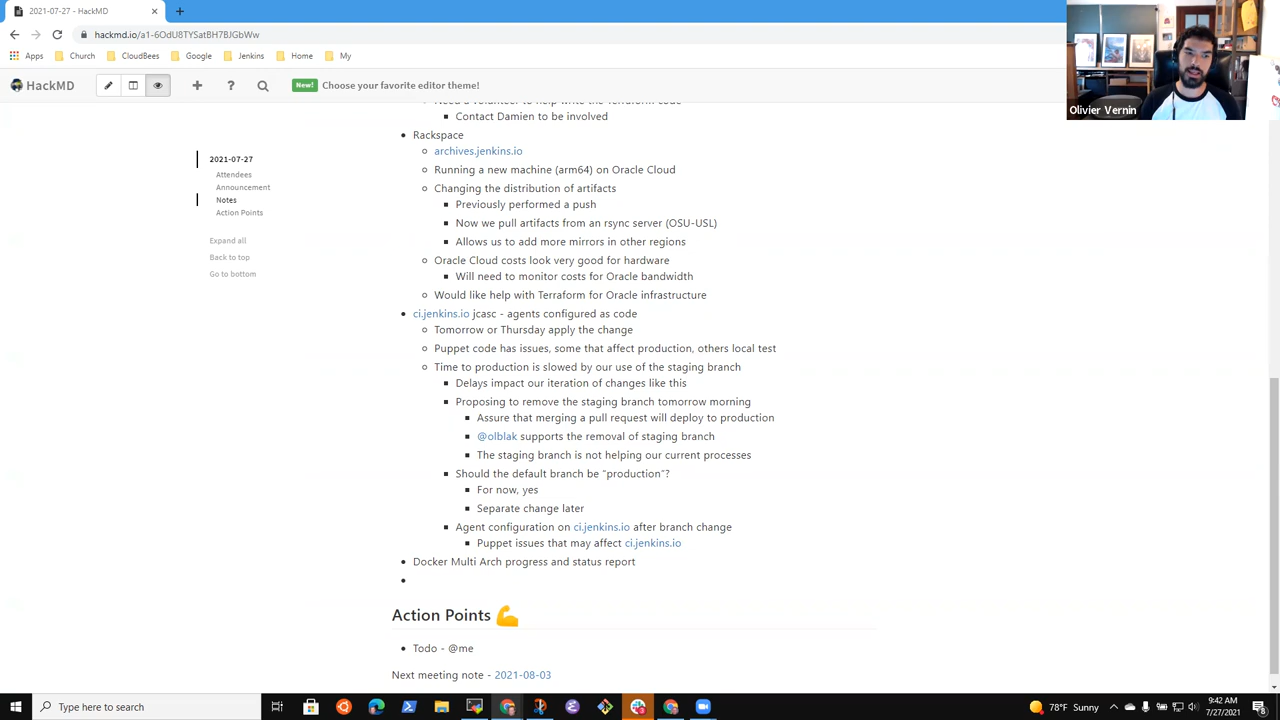 2021-07-27 - HackMD
hackmd.io/a1-6OdU8TYSatBH7BJGbWw
Apps Church CloudBees Google Jenkins Home My
HackMD New! Choose your favorite editor theme!
Olivier Vernin
2021-07-27
Attendees
Announcement
Notes
Action Points
Expand all
Back to top
Go to bottom
Need a volunteer to help write the Terraform code
Contact Damien to be involved
Rackspace
archives.jenkins.io
Running a new machine (arm64) on Oracle Cloud
Changing the distribution of artifacts
Previously performed a push
Now we pull artifacts from an rsync server (OSU-USL)
Allows us to add more mirrors in other regions
Oracle Cloud costs look very good for hardware
Will need to monitor costs for Oracle bandwidth
Would like help with Terraform for Oracle infrastructure
ci.jenkins.io jcasc - agents configured as code
Tomorrow or Thursday apply the change
Puppet code has issues, some that affect production, others local test
Time to production is slowed by our use of the staging branch
Delays impact our iteration of changes like this
Proposing to remove the staging branch tomorrow morning
Assure that merging a pull request will deploy to production
@olblak supports the removal of staging branch
The staging branch is not helping our current processes
Should the default branch be "production"?
For now, yes
Separate change later
Agent configuration on ci.jenkins.io after branch change
Puppet issues that may affect ci.jenkins.io
Docker Multi Arch progress and status report
Action Points 💪
Todo - @me
Next meeting note - 2021-08-03
Type here to search
78°F Sunny
9:42 AM
7/27/2021